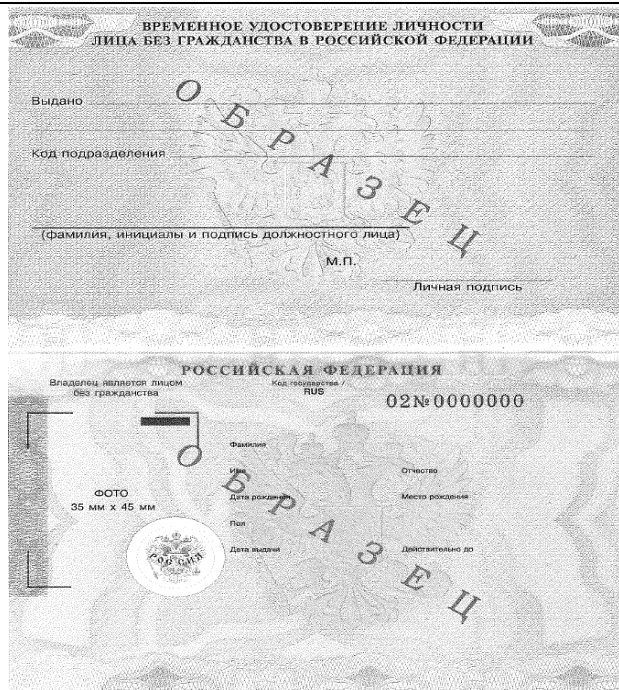 ВРЕМЕННОЕ УДОСТОВЕРЕНИЕ ЛИЧНОСТИ
ЛИЦА БЕЗ ГРАЖДАНСТВА В РОССИЙСКОЙ ФЕДЕРАЦИИ
ОБРАЗЕЦ
Выдано
Код подразделения
(фамилия, инициалы и подпись должностного лица)
М.П.
Личная подпись
РОССИЙСКАЯ ФЕДЕРАЦИЯ
Владелец является лицом
без гражданства
Код государства /
RUS
02№0000000
ОБРАЗЕЦ
Фамилия
Имя Отчество
Дата рождения Место рождения
Пол
Дата выдачи Действительно до
ФОТО
35 мм х 45 мм
РОССИЯ